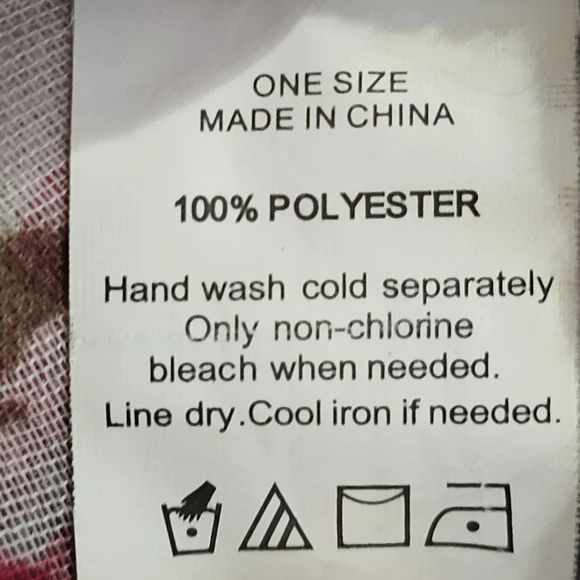 ONE SIZE
MADE IN CHINA
100% POLYESTER
Hand wash cold separately
Only non-chlorine
bleach when needed.
Line dry.Cool iron if needed.